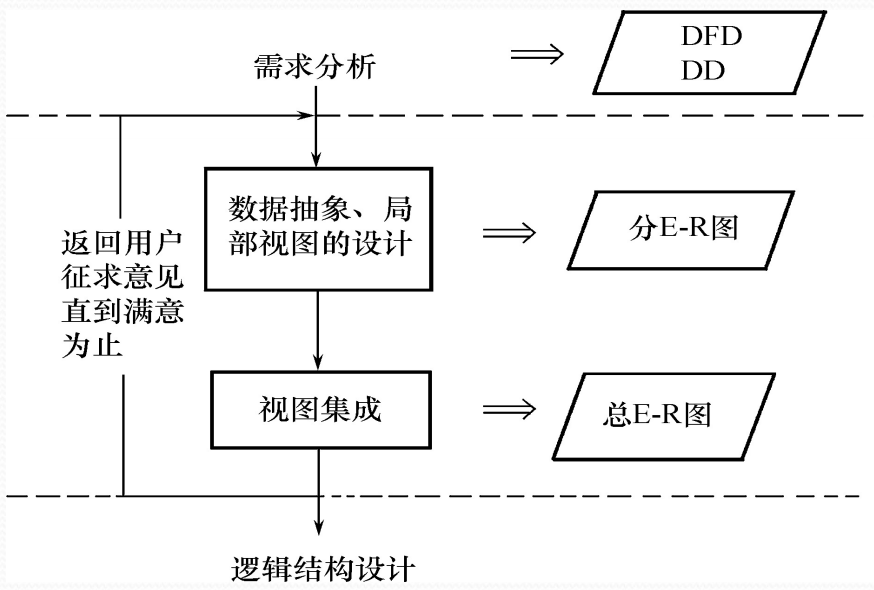 需求分析
DFD
DD
数据抽象、局
部视图的设计
分E-R图
返回用户
征求意见
直到满意
为止
视图集成
总E-R图
逻辑结构设计